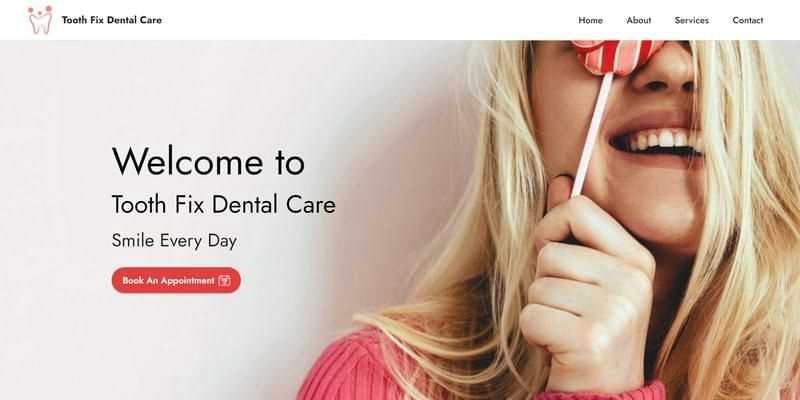 Tooth Fix Dental Care
Home About Services Contact
Welcome to
Tooth Fix Dental Care
Smile Every Day
Book An Appointment